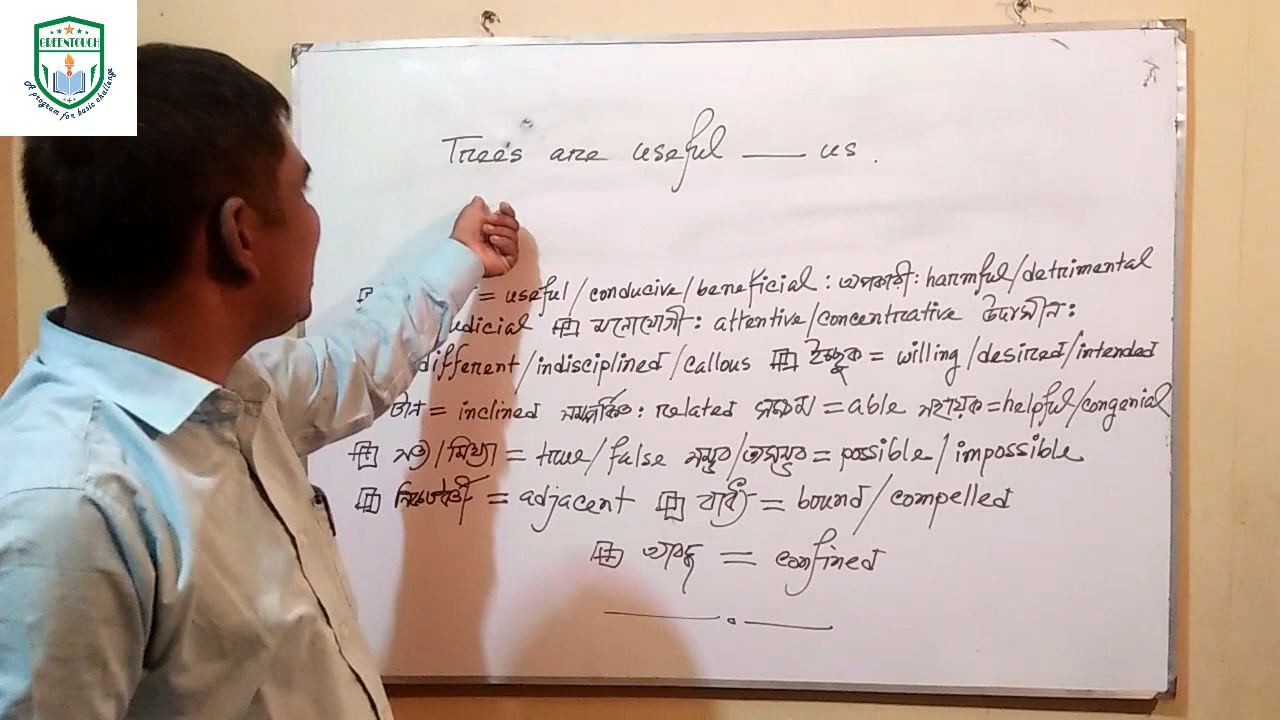 GREENTOUCH
A program for basic challenge
Trees are useful ___ us.
= useful/conducive/beneficial : অপকারী: harmful/detrimental
udicial ⊞ মনোযোগী: attentive/concentrative উদাসীন:
different/indisciplined/callous ⊞ ইচ্ছুক = willing/desired/intended
= inclined সম্পর্কিত: related সক্ষম = able সহায়ক = helpful/congenial
⊞ সত্য/মিথ্যা = true/false সম্ভব/অসম্ভব = possible/impossible
⊞ নিকটবর্তী = adjacent ⊞ বাধ্য = bound/compelled
⊞ আবদ্ধ = confined